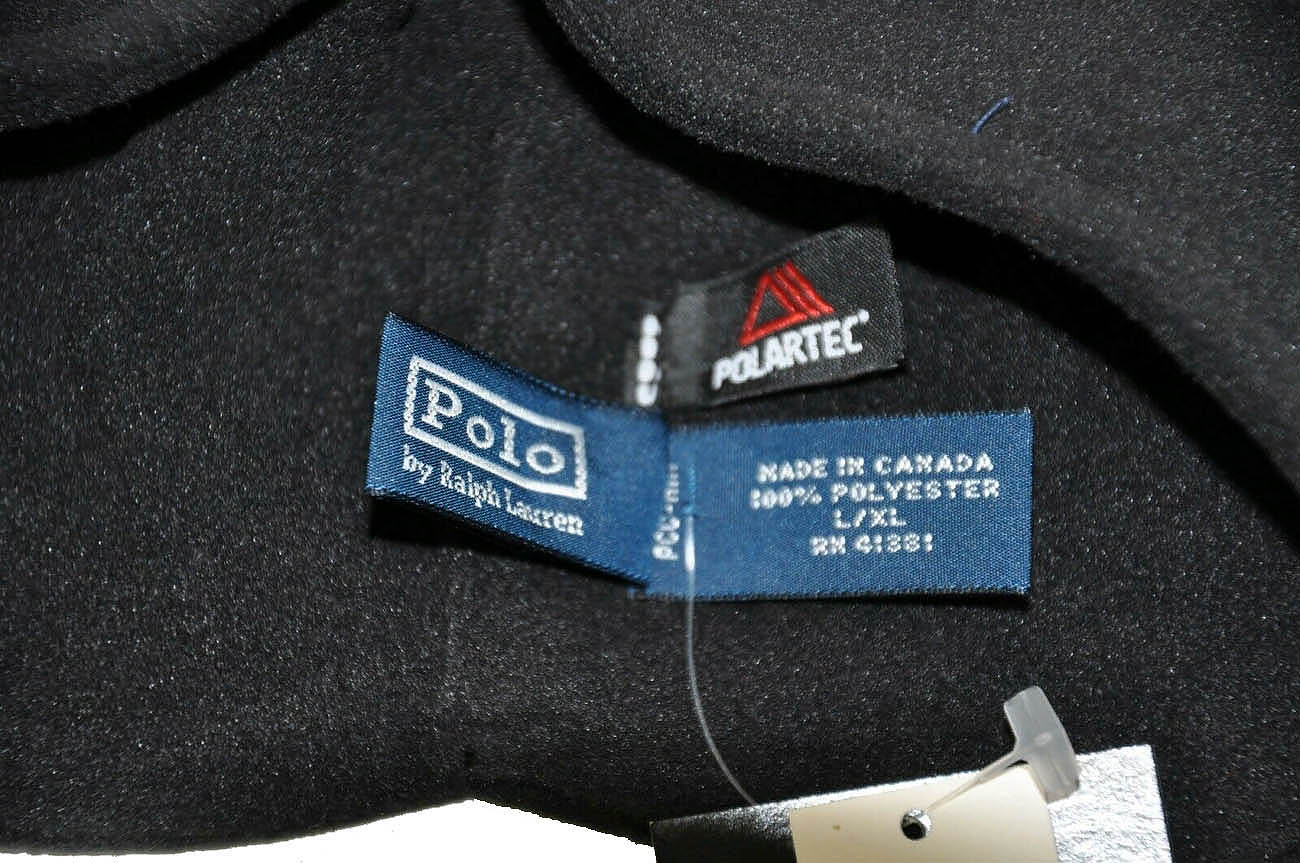 POLARTEC®
Polo
by Ralph Lauren
MADE IN CANADA
100% POLYESTER
L/XL
RN 41381